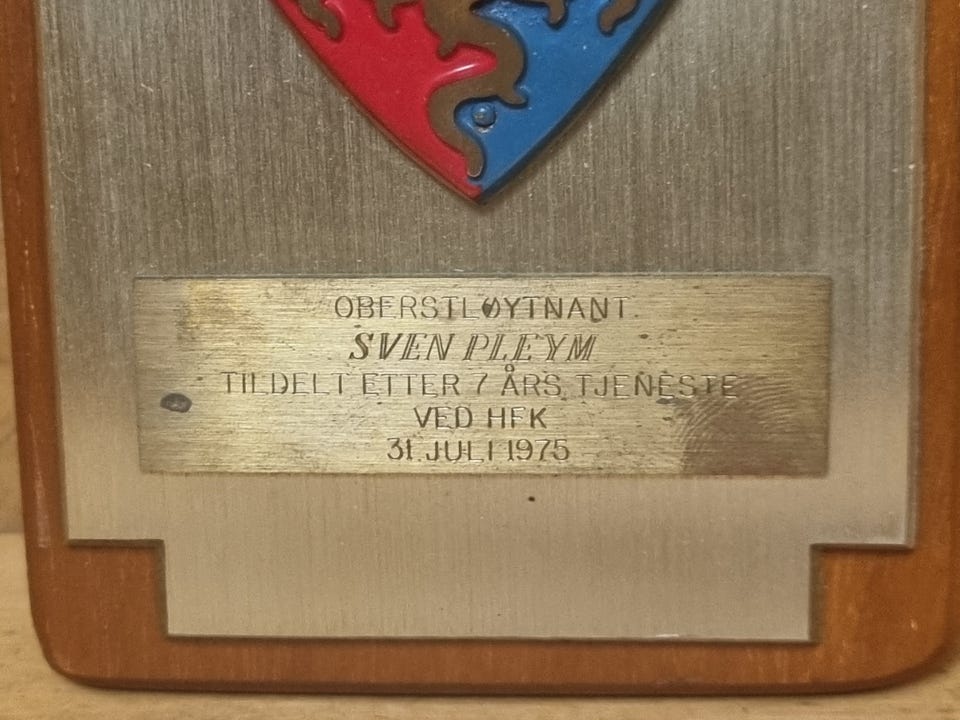 OBERSTLØYTNANT
SVEN PLEYM
TILDELT ETTER 7 ÅRS TJENESTE
VED HFK
31 JULI 1975